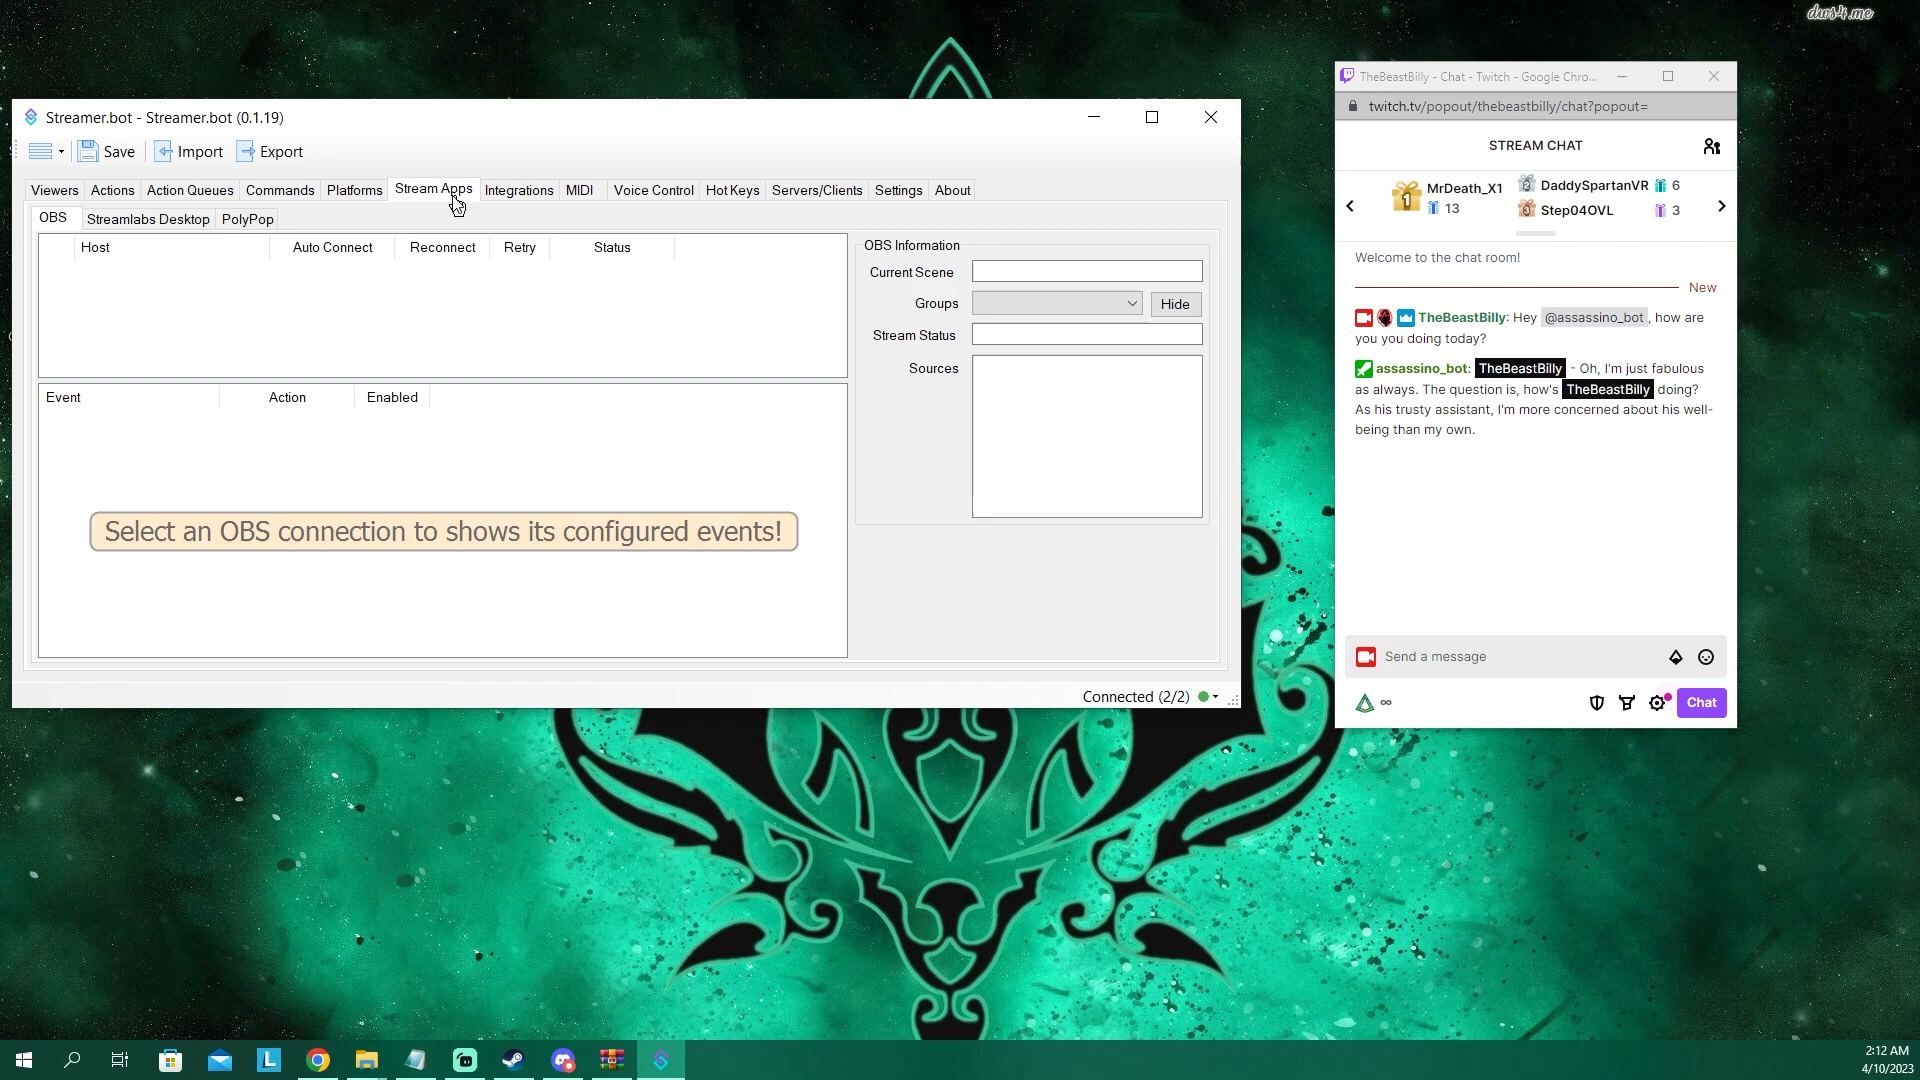 dws4.me
Streamer.bot - Streamer.bot (0.1.19)
Save
Import
Export
Viewers
Actions
Action Queues
Commands
Platforms
Stream Apps
Integrations
MIDI
Voice Control
Hot Keys
Servers/Clients
Settings
About
OBS
Streamlabs Desktop
PolyPop
Host
Auto Connect
Reconnect
Retry
Status
Event
Action
Enabled
Select an OBS connection to shows its configured events!
OBS Information
Current Scene
Groups
Hide
Stream Status
Sources
Connected (2/2)
TheBeastBilly - Chat - Twitch - Google Chro...
twitch.tv/popout/thebeastbilly/chat?popout=
STREAM CHAT
1
MrDeath_X1
13
2
DaddySpartanVR
6
3
Step04OVL
3
Welcome to the chat room!
New
TheBeastBilly: Hey @assassino_bot, how are
you you doing today?
assassino_bot: TheBeastBilly - Oh, I'm just fabulous
as always. The question is, how's TheBeastBilly doing?
As his trusty assistant, I'm more concerned about his well-
being than my own.
Send a message
∞
Chat
L
2:12 AM
4/10/2023